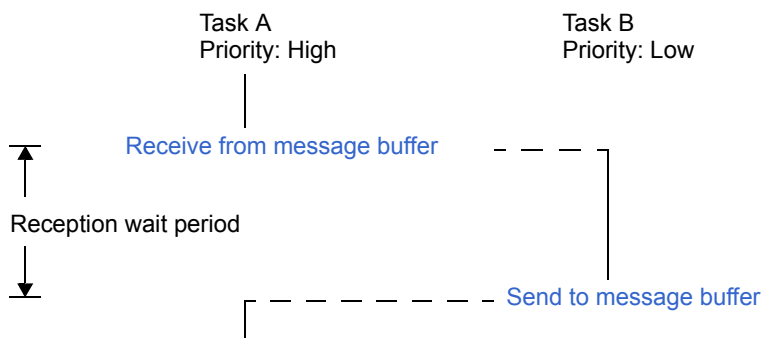 Task A
Priority: High
Task B
Priority: Low
Receive from message buffer
Reception wait period
Send to message buffer